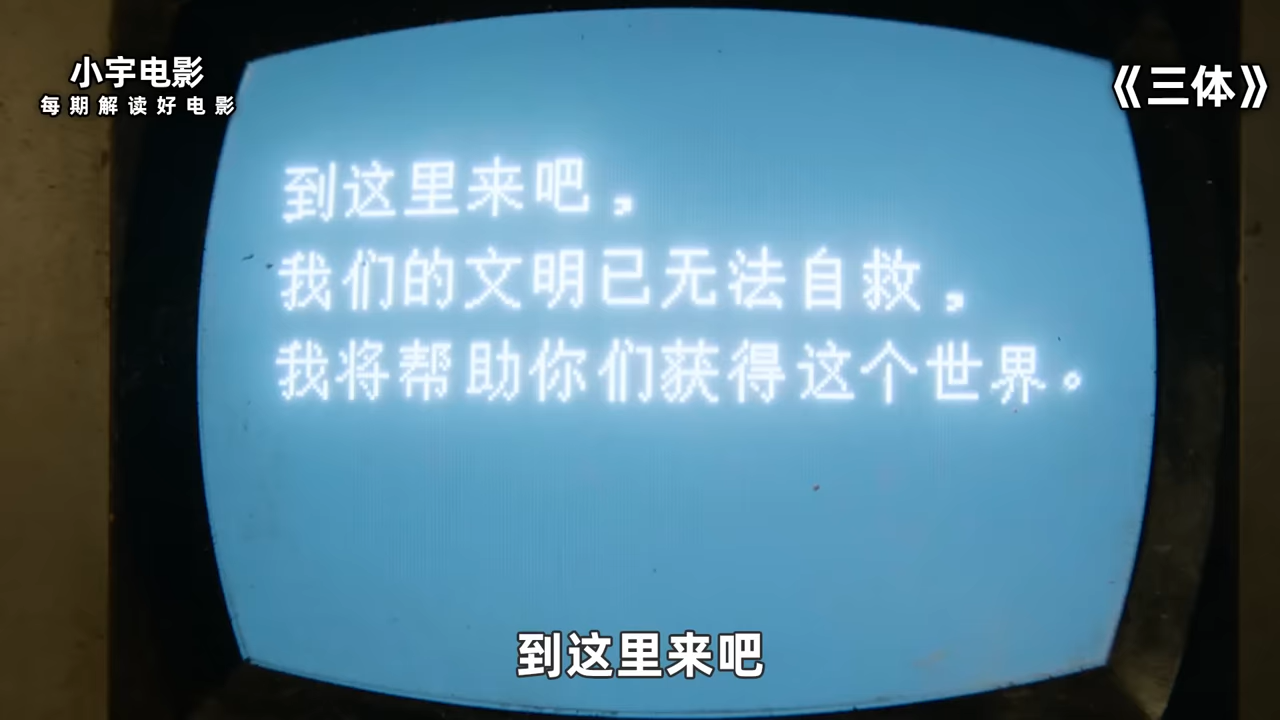 小宇电影
每期解读好电影
《三体》
到这里来吧，
我们的文明已无法自救，
我将帮助你们获得这个世界。
到这里来吧